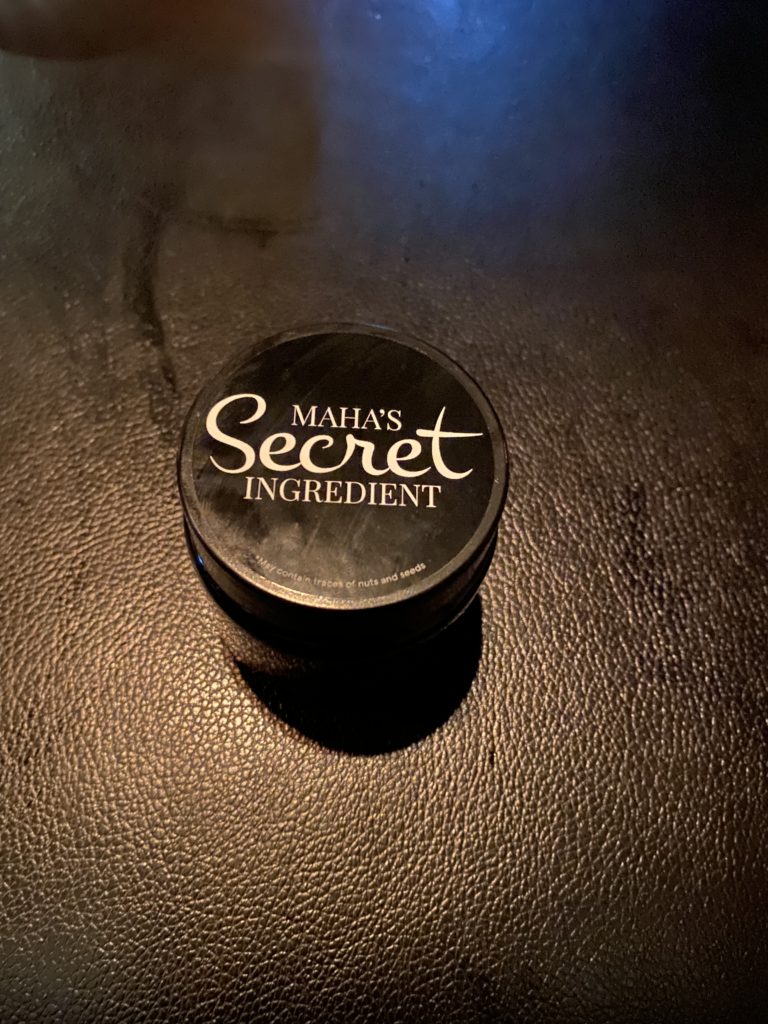 MAHA'S
Secret
INGREDIENT
May contain traces of nuts and seeds